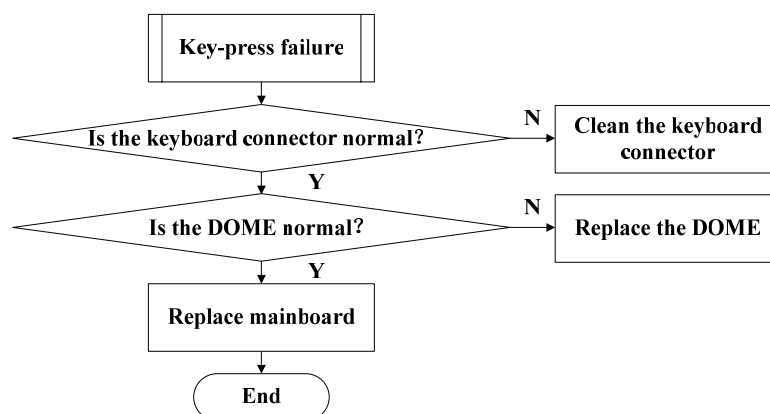 Key-press failure
Is the keyboard connector normal？
N
Clean the keyboard
connector
Y
Is the DOME normal？
N
Replace the DOME
Y
Replace mainboard
End